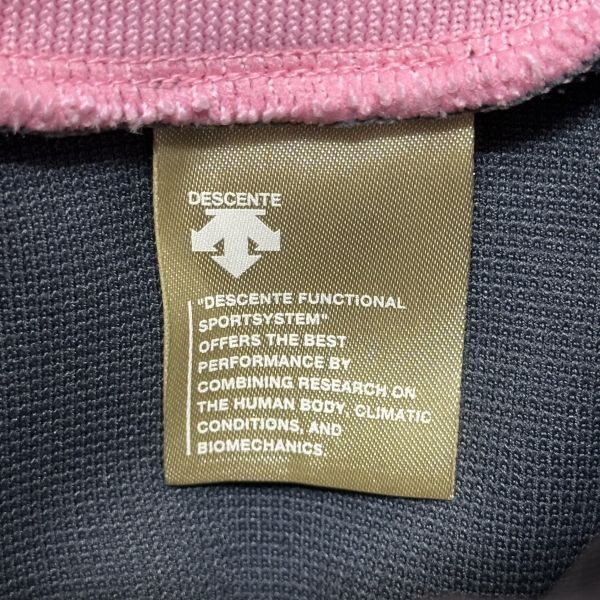 DESCENTE
"DESCENTE FUNCTIONAL
SPORTSYSTEM"
OFFERS THE BEST
PERFORMANCE BY
COMBINING RESEARCH ON
THE HUMAN BODY, CLIMATIC
CONDITIONS, AND
BIOMECHANICS.